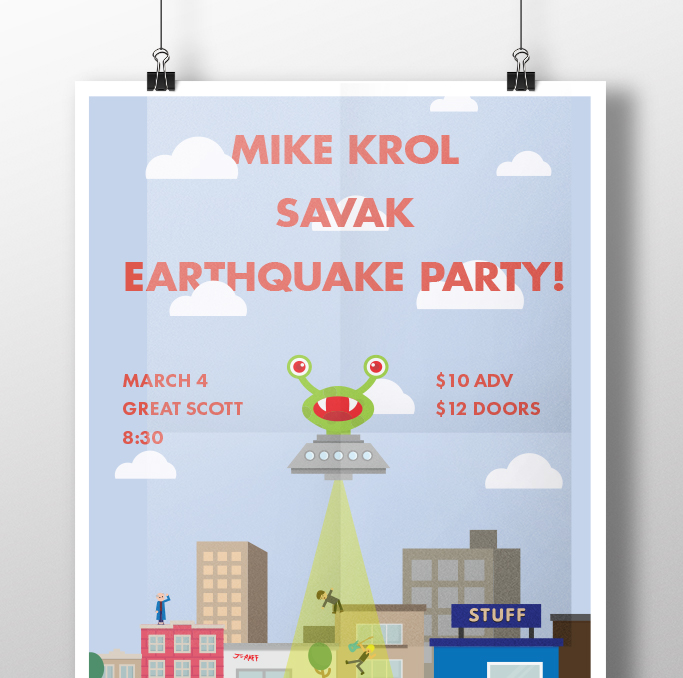 MIKE KROL
SAVAK
EARTHQUAKE PARTY!
MARCH 4
GREAT SCOTT
8:30
$10 ADV
$12 DOORS
STUFF